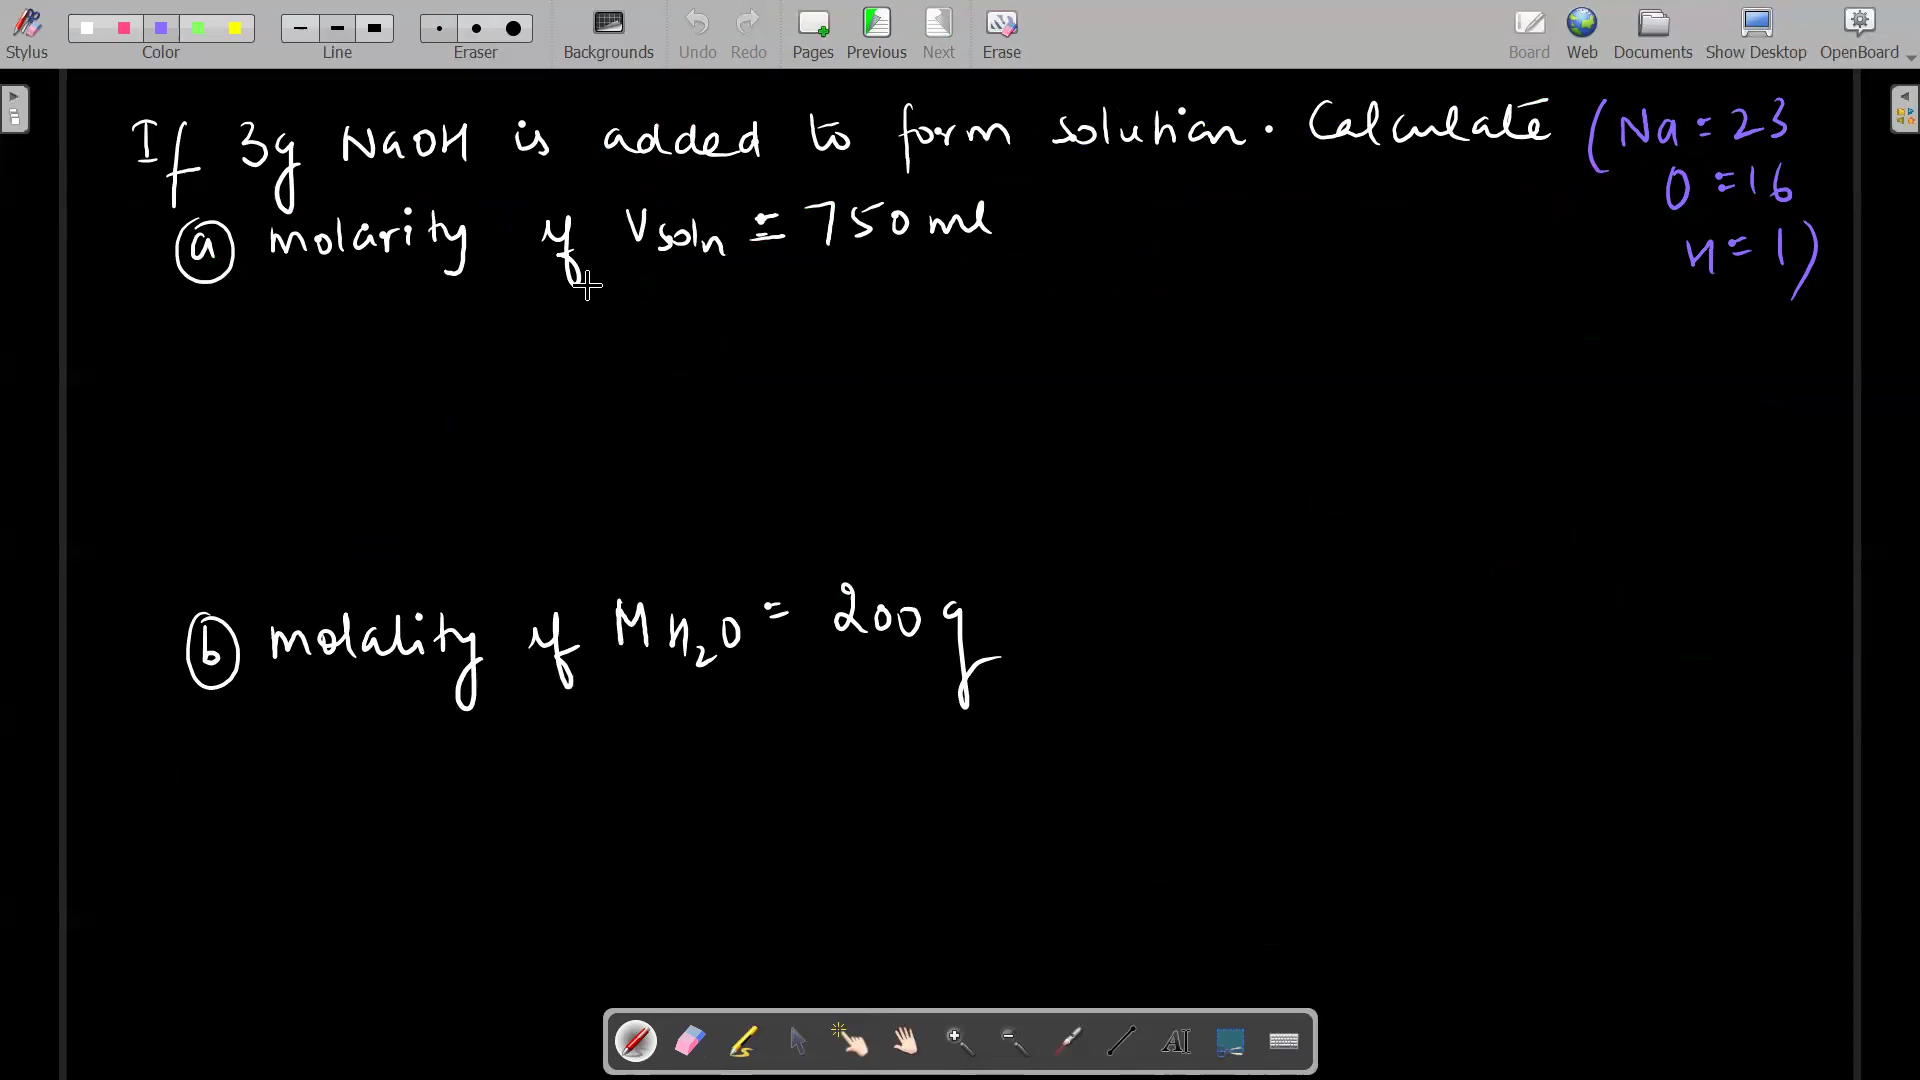 Stylus Color Line Eraser Backgrounds Undo Redo Pages Previous Next Erase Board Web Documents Show Desktop OpenBoard
If 3g NaOH is added to form solution. Calculate (Na = 23
O = 16
H = 1)
(a) molarity if Vsoln = 750 ml
(b) molality if MH₂O = 200 g
AI